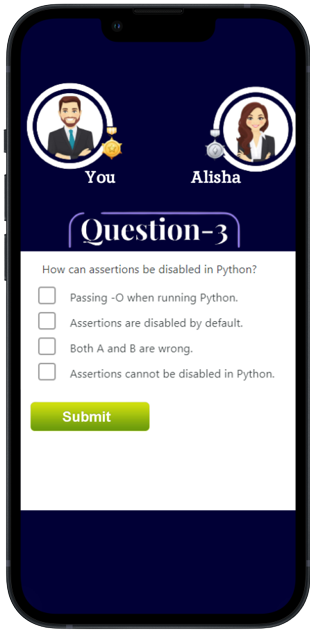 You
Alisha
Question-3
How can assertions be disabled in Python?
Passing -O when running Python.
Assertions are disabled by default.
Both A and B are wrong.
Assertions cannot be disabled in Python.
Submit